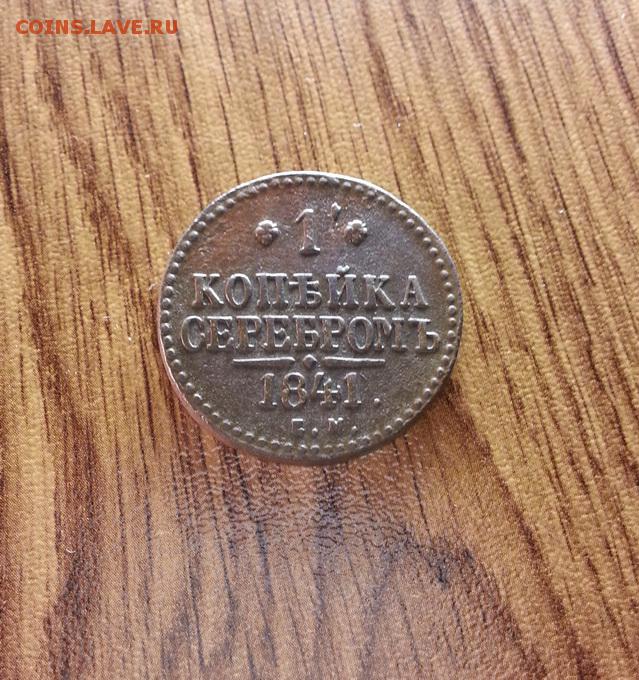 COINS.LAVE.RU
1
КОПѢЙКА
СЕРЕБРОМЪ
1841.
Е.М.